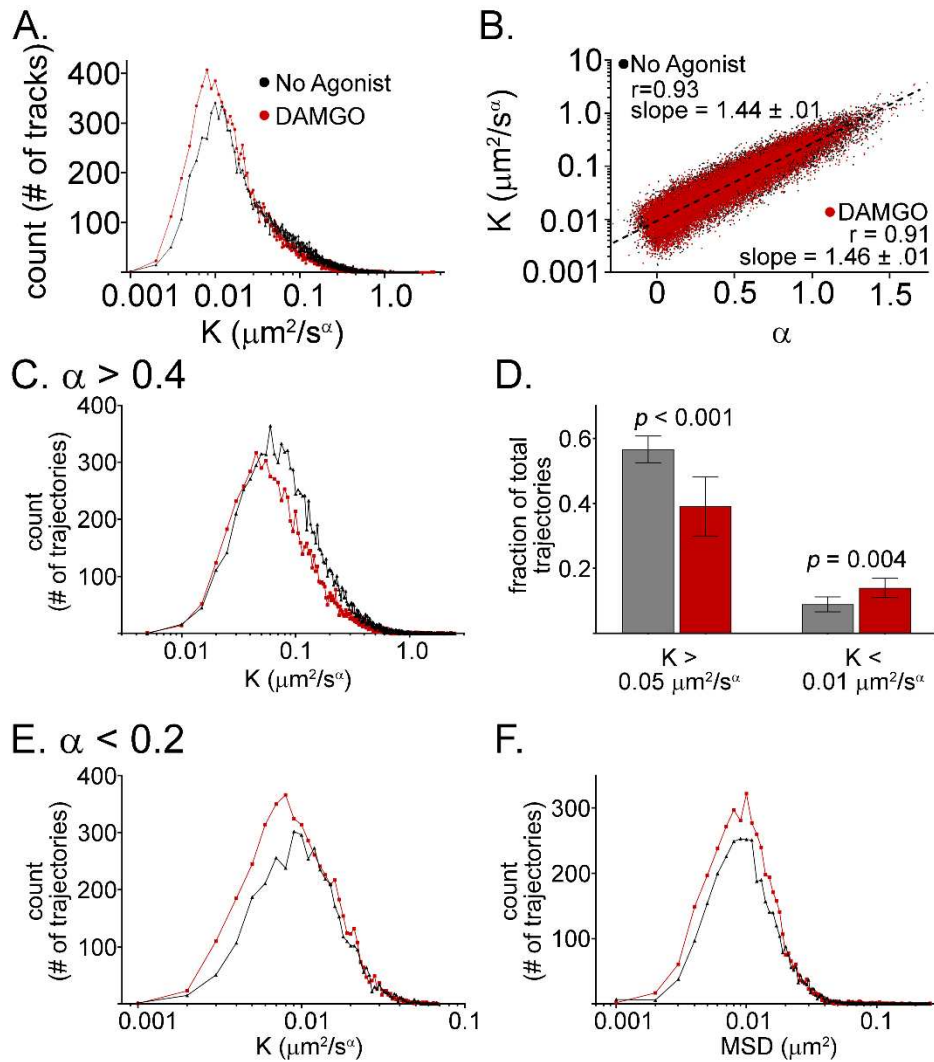 A.
count (# of tracks)
400
300
200
100
No Agonist
DAMGO
0.001
0.01
0.1
1.0
K (μm²/sᵅ)
B.
K (μm²/sᵅ)
10
1.0
0.1
0.01
0.001
No Agonist
r=0.93
slope = 1.44 ± .01
DAMGO
r = 0.91
slope = 1.46 ± .01
0
0.5
1.0
1.5
α
C. α > 0.4
count
(# of trajectories)
400
300
200
100
0.01
0.1
1.0
K (μm²/sᵅ)
D.
fraction of total
trajectories
0.6
0.4
0.2
p < 0.001
p = 0.004
K >
0.05 μm²/sᵅ
K <
0.01 μm²/sᵅ
E. α < 0.2
count
(# of trajectories)
400
300
200
100
0.001
0.01
0.1
K (μm²/sᵅ)
F.
count
(# of trajectories)
300
200
100
0.001
0.01
0.1
MSD (μm²)